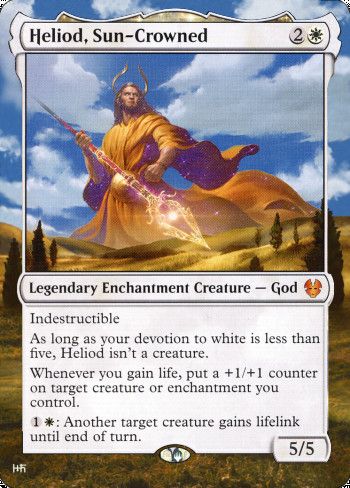 Heliod, Sun-Crowned 2
Legendary Enchantment Creature — God
Indestructible
As long as your devotion to white is less than
five, Heliod isn't a creature.
Whenever you gain life, put a +1/+1 counter
on target creature or enchantment you
control.
1 : Another target creature gains lifelink
until end of turn.
5/5